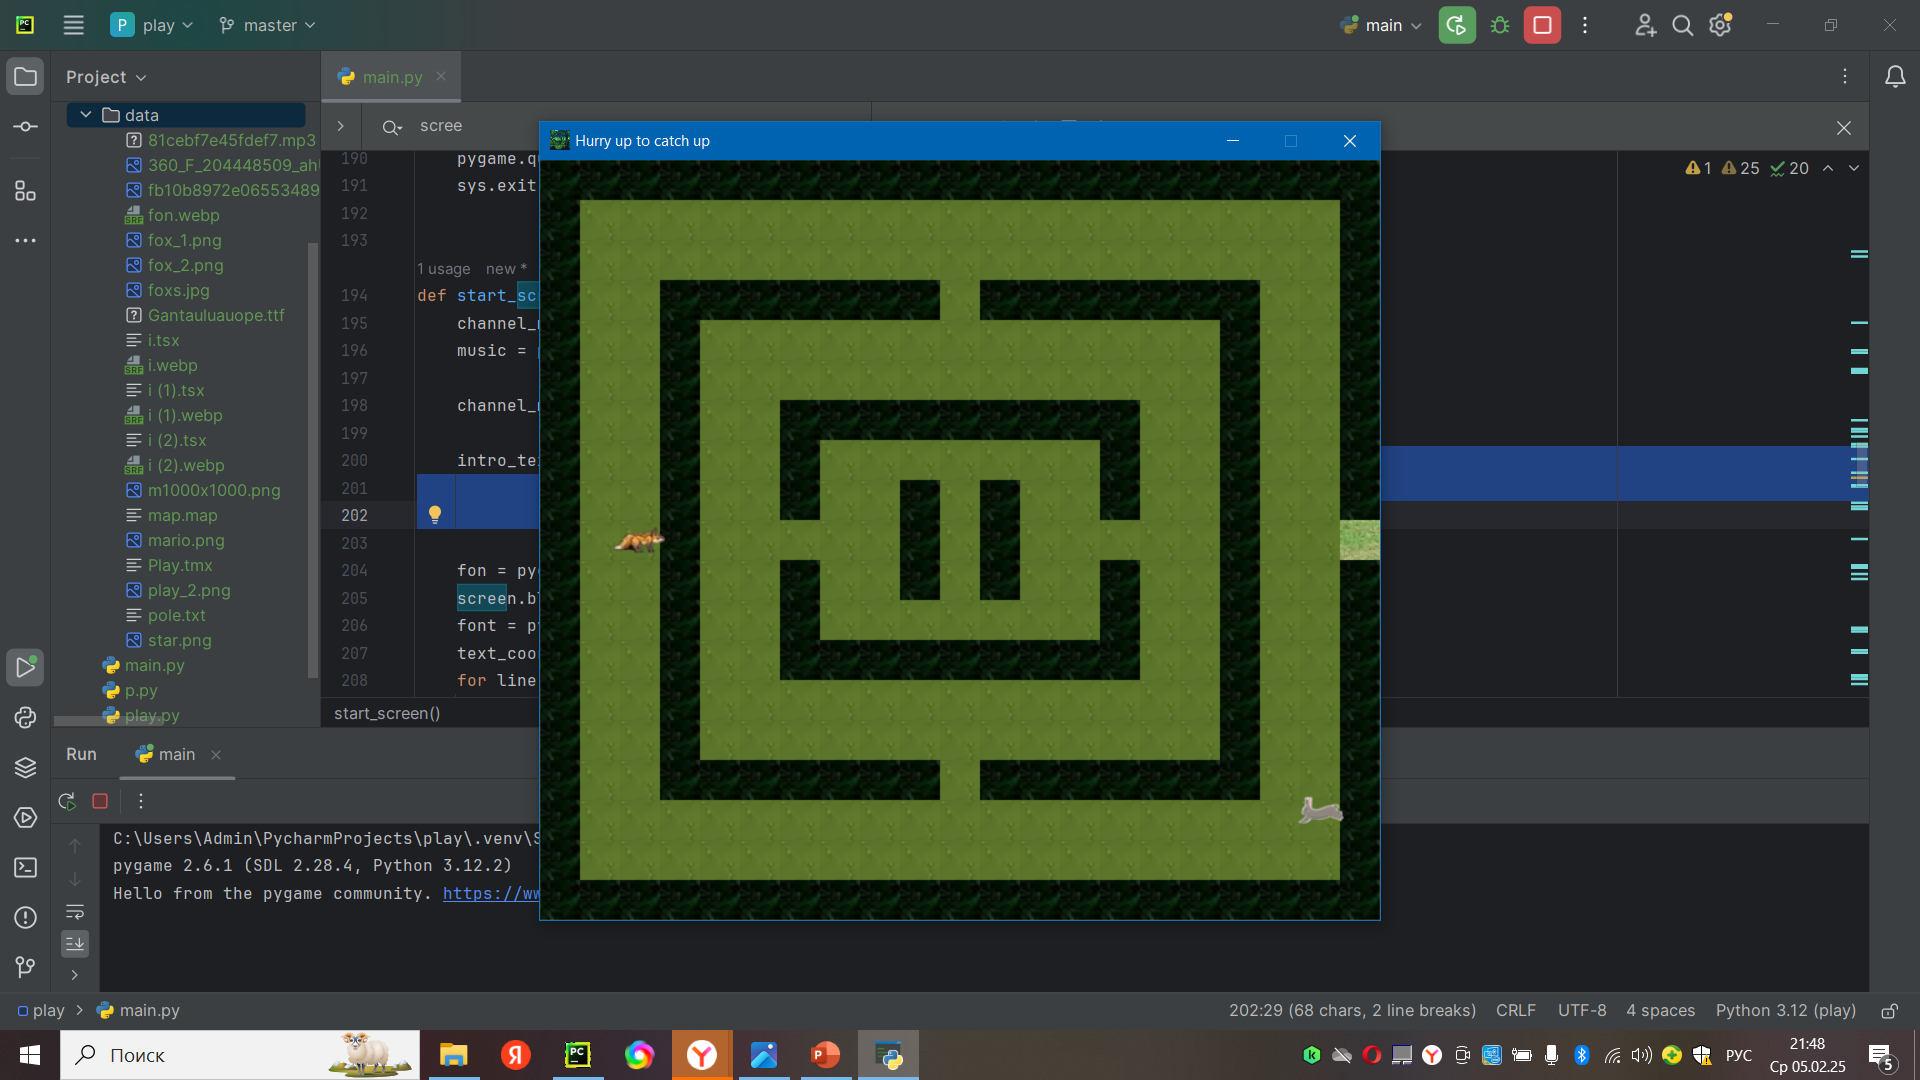 P play master main
Project main.py
data
scree
81cebf7e45fdef7.mp3
360_F_204448509_ah
fb10b8972e06553489
fon.webp
fox_1.png
fox_2.png
foxs.jpg
Gantauluauope.ttf
i.tsx
i.webp
i (1).tsx
i (1).webp
i (2).tsx
i (2).webp
m1000x1000.png
map.map
mario.png
Play.tmx
play_2.png
pole.txt
star.png
main.py
p.py
play.py
Hurry up to catch up
1 25 20
190 pygame.q
191 sys.exit
192
193
1 usage new *
194 def start_sc
195 channel_
196 music =
197
198 channel_
199
200 intro_te
201
202
203
204 fon = py
205 screen.b
206 font = p
207 text_coo
208 for line
start_screen()
Run main
C:\Users\Admin\PycharmProjects\play\.venv\S
pygame 2.6.1 (SDL 2.28.4, Python 3.12.2)
Hello from the pygame community. https://ww
play main.py 202:29 (68 chars, 2 line breaks) CRLF UTF-8 4 spaces Python 3.12 (play)
Поиск
РУС
21:48
Ср 05.02.25
5